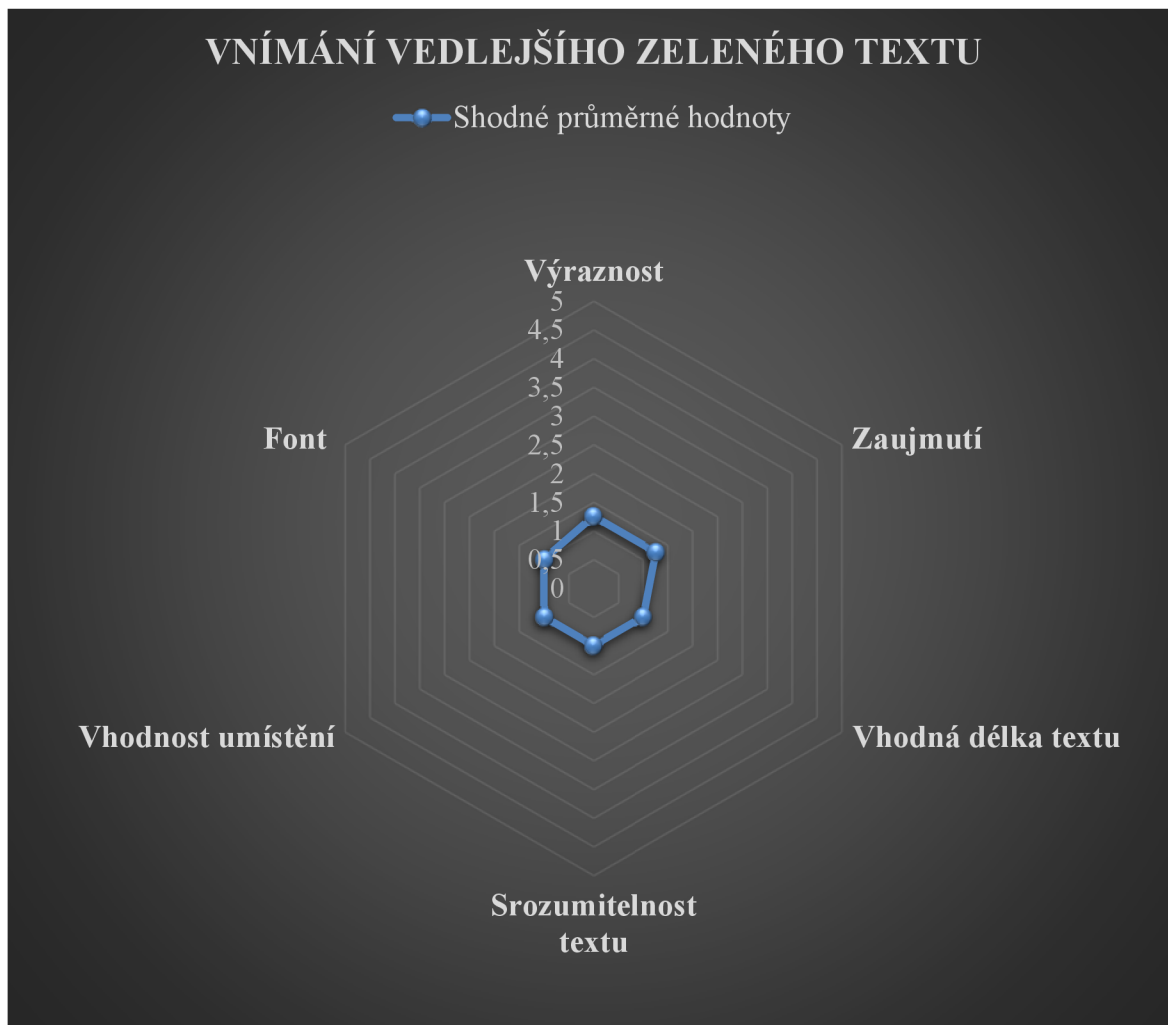 VNÍMÁNÍ VEDLEJŠÍHO ZELENÉHO TEXTU
Shodné průměrné hodnoty
Výraznost
5
4,5
4
3,5
3
2,5
2
1,5
1
0,5
0
Font
Zaujmutí
Vhodnost umístění
Vhodná délka textu
Srozumitelnost
textu